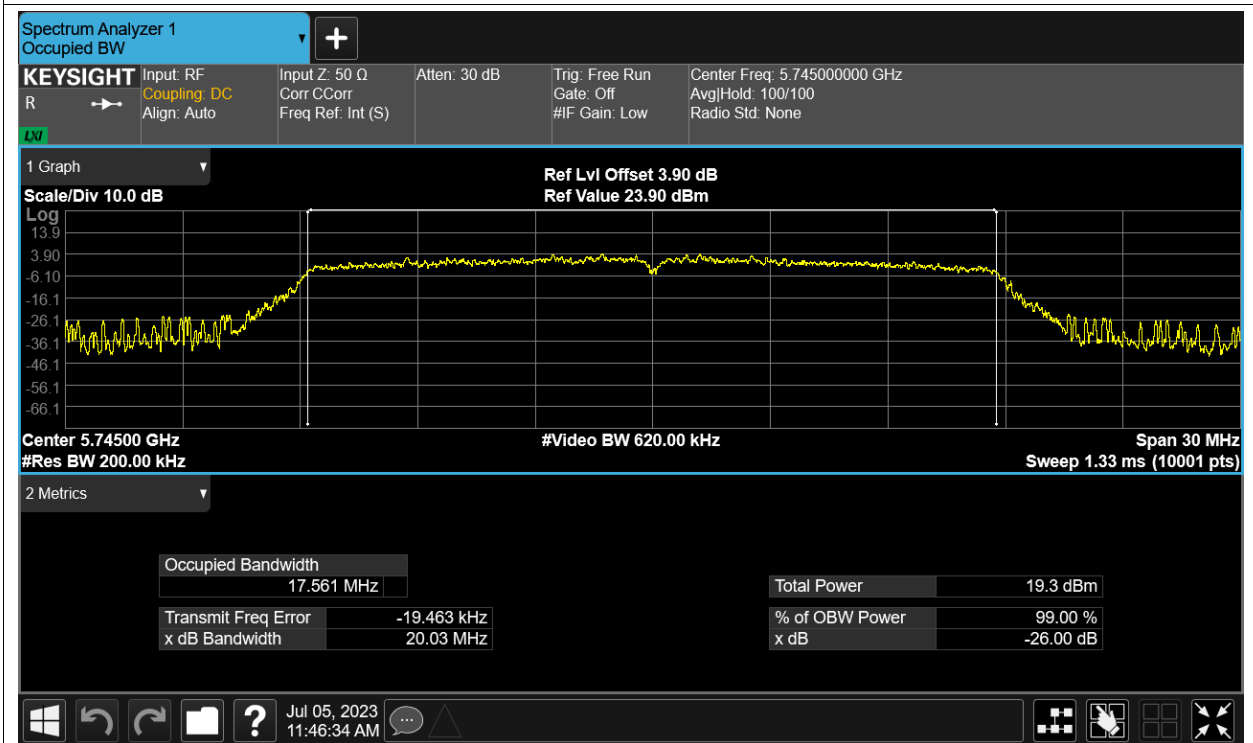 Spectrum Analyzer 1
Occupied BW
KEYSIGHT
R
LXI
Input: RF
Coupling: DC
Align: Auto
Input Z: 50 Ω
Corr CCorr
Freq Ref: Int (S)
Atten: 30 dB
Trig: Free Run
Gate: Off
#IF Gain: Low
Center Freq: 5.745000000 GHz
Avg|Hold: 100/100
Radio Std: None
1 Graph
Scale/Div 10.0 dB
Ref Lvl Offset 3.90 dB
Ref Value 23.90 dBm
Log
13.9
3.90
-6.10
-16.1
-26.1
-36.1
-46.1
-56.1
-66.1
Center 5.74500 GHz
#Video BW 620.00 kHz
Span 30 MHz
#Res BW 200.00 kHz
Sweep 1.33 ms (10001 pts)
2 Metrics
Occupied Bandwidth
17.561 MHz
Total Power 19.3 dBm
Transmit Freq Error -19.463 kHz
% of OBW Power 99.00 %
x dB Bandwidth 20.03 MHz
x dB -26.00 dB
?
Jul 05, 2023
11:46:34 AM